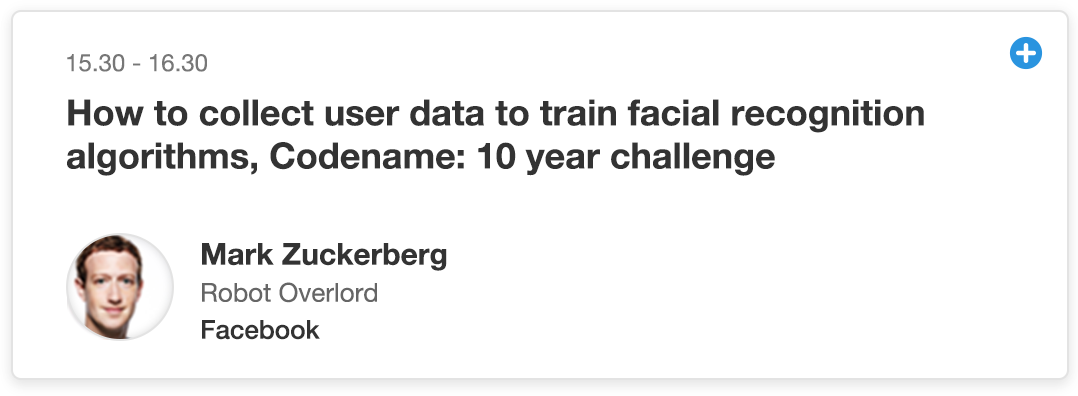 15.30 - 16.30
How to collect user data to train facial recognition
algorithms, Codename: 10 year challenge
Mark Zuckerberg
Robot Overlord
Facebook